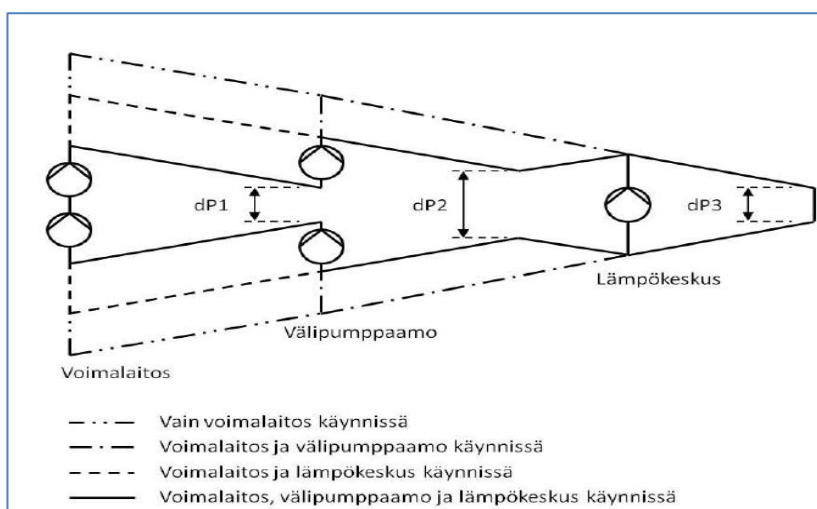 dP1
dP2
dP3
Lämpökeskus
Välipumppaamo
Voimalaitos
Vain voimalaitos käynnissä
Voimalaitos ja välipumppaamo käynnissä
Voimalaitos ja lämpökeskus käynnissä
Voimalaitos, välipumppaamo ja lämpökeskus käynnissä